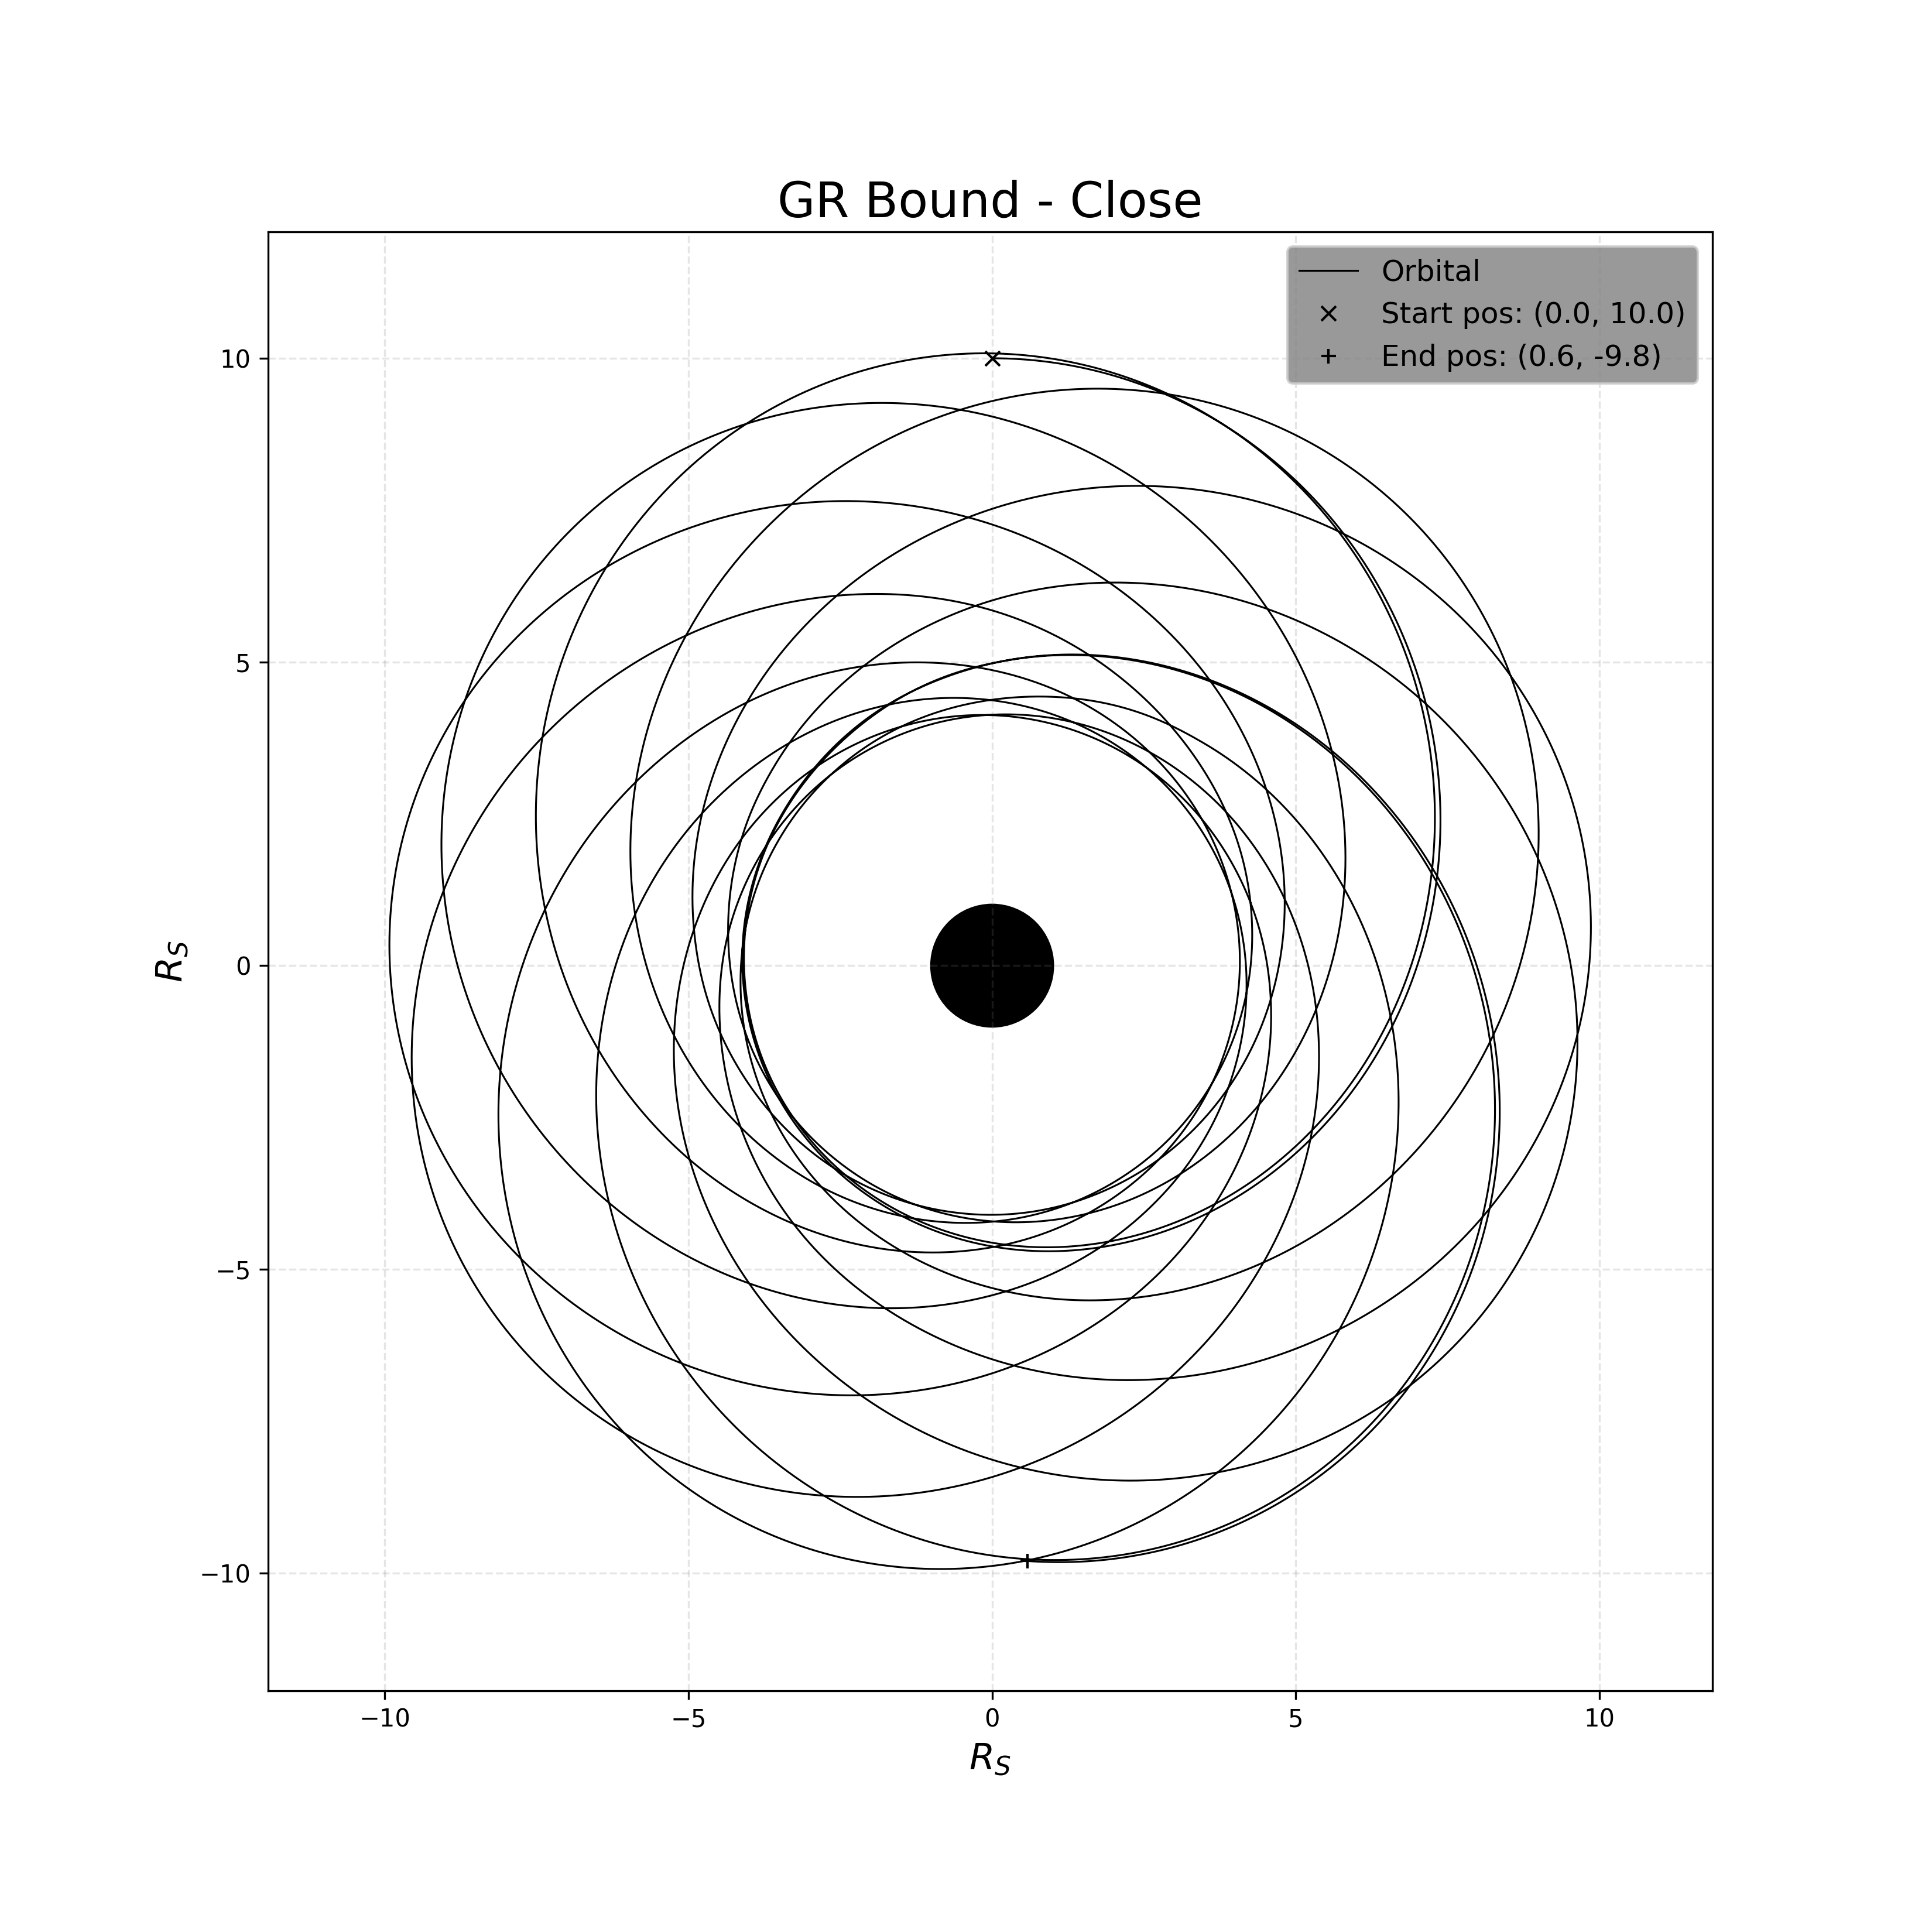 GR Bound - Close
Orbital
Start pos: (0.0, 10.0)
End pos: (0.6, -9.8)
10
5
0
−5
−10
R_S
−10 −5 0 5 10
R_S